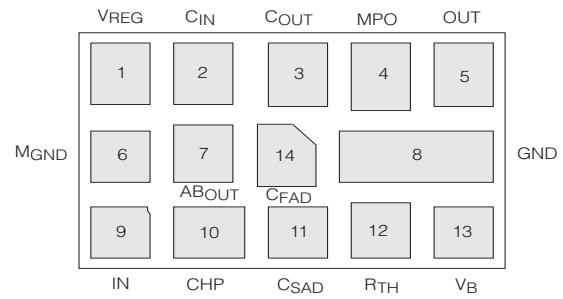 VREG CIN COUT MPO OUT
1 2 3 4 5
MGND 6 7 14 8 GND
ABOUT CFAD
9 10 11 12 13
IN CHP CSAD RTH VB